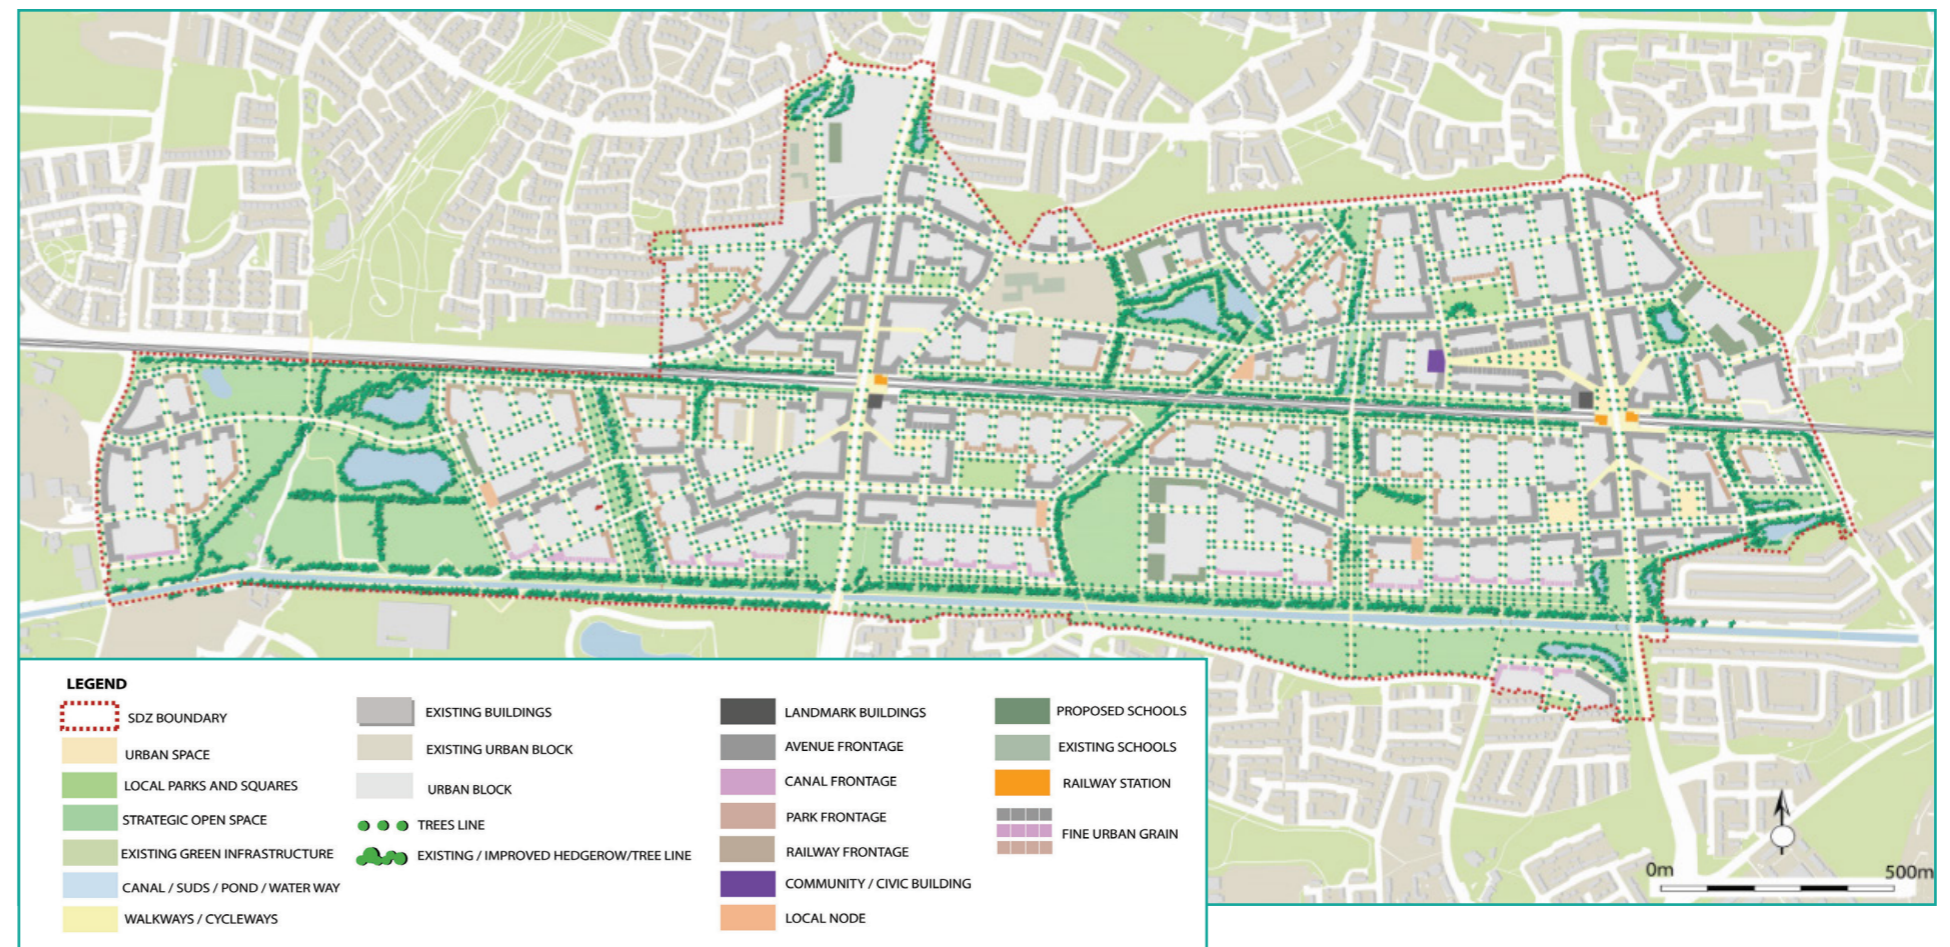 0m 500m
LEGEND
SDZ BOUNDARY
URBAN SPACE
LOCAL PARKS AND SQUARES
STRATEGIC OPEN SPACE
EXISTING GREEN INFRASTRUCTURE
CANAL / SUDS / POND / WATER WAY
WALKWAYS / CYCLEWAYS
EXISTING BUILDINGS
EXISTING URBAN BLOCK
URBAN BLOCK
TREES LINE
EXISTING / IMPROVED HEDGEROW/TREE LINE
LANDMARK BUILDINGS
AVENUE FRONTAGE
CANAL FRONTAGE
PARK FRONTAGE
RAILWAY FRONTAGE
COMMUNITY / CIVIC BUILDING
LOCAL NODE
PROPOSED SCHOOLS
EXISTING SCHOOLS
RAILWAY STATION
FINE URBAN GRAIN